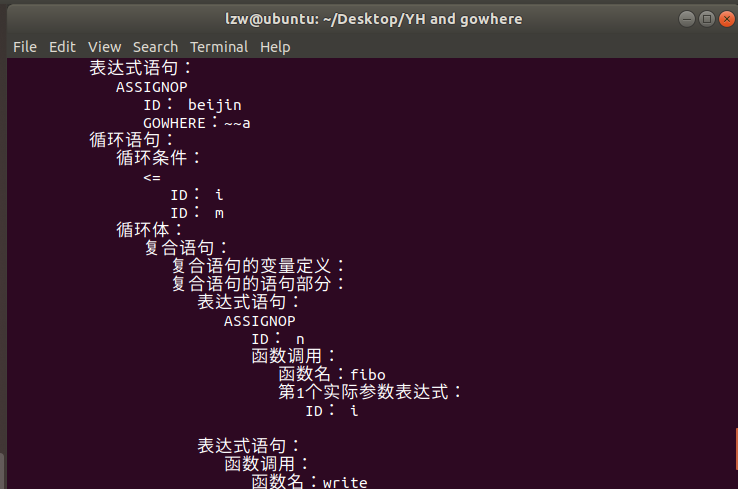 lzw@ubuntu: ~/Desktop/YH and gowhere
File Edit View Search Terminal Help
表达式语句：
ASSIGNOP
ID： beijin
GOWHERE：~~a
循环语句：
循环条件：
<=
ID： i
ID： m
循环体：
复合语句：
复合语句的变量定义：
复合语句的语句部分：
表达式语句：
ASSIGNOP
ID： n
函数调用：
函数名：fibo
第1个实际参数表达式：
ID： i
表达式语句：
函数调用：
函数名：write